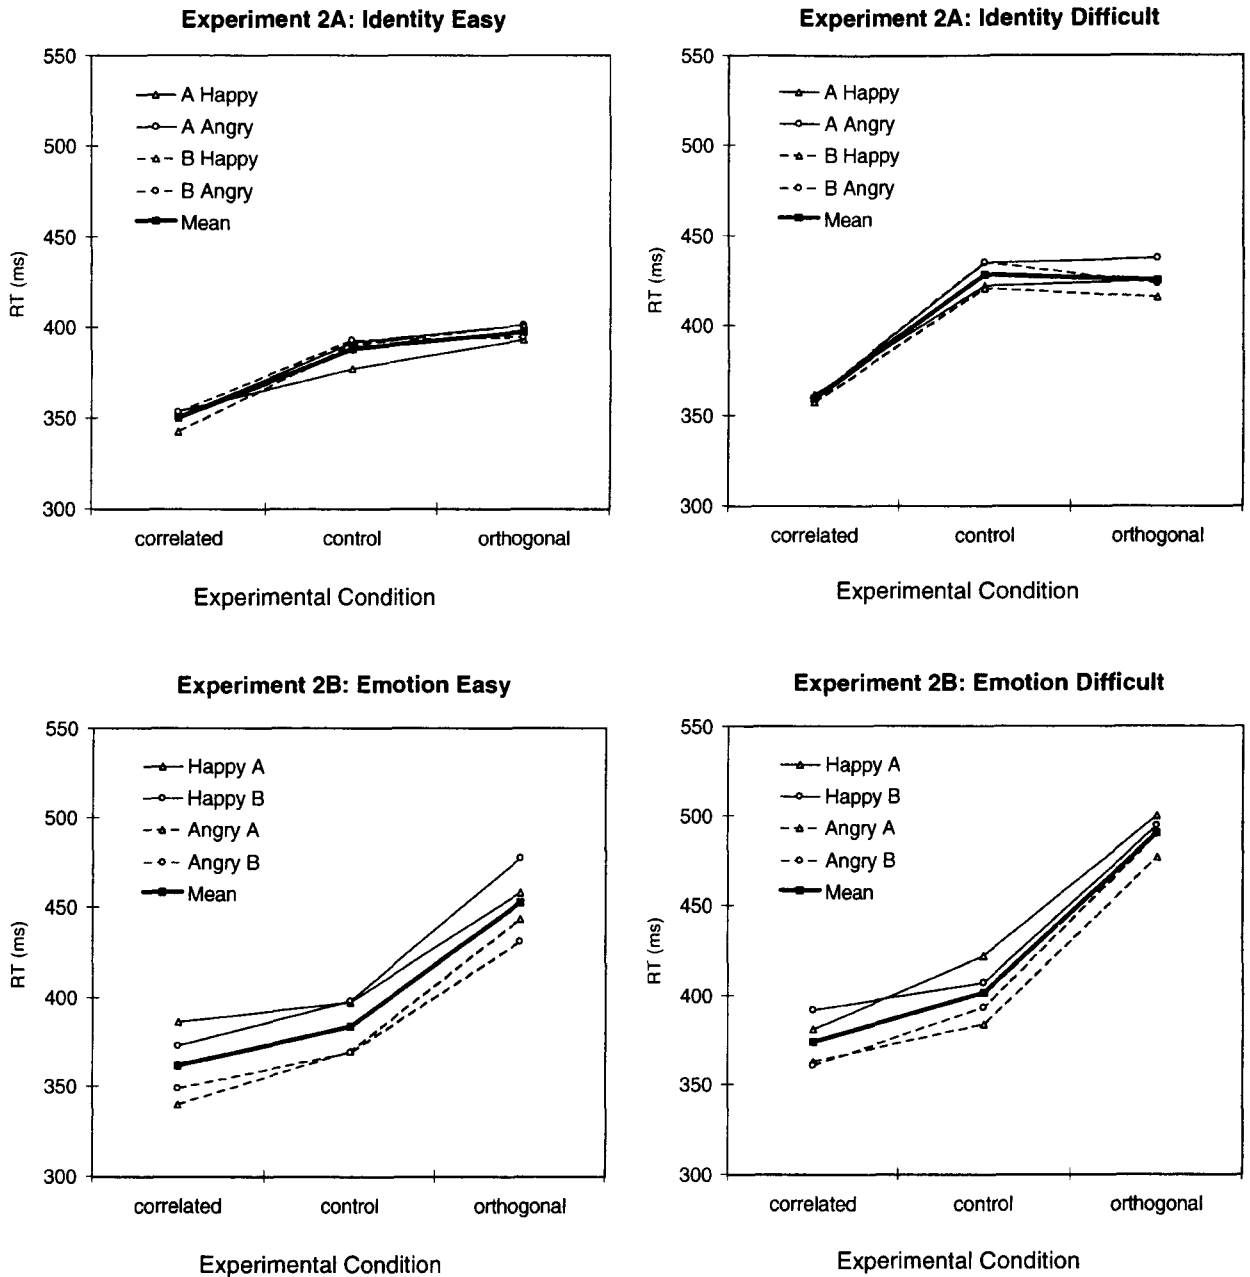 Experiment 2A: Identity Easy
550
500
450
400
350
300
RT (ms)
A Happy
A Angry
B Happy
B Angry
Mean
correlated control orthogonal
Experimental Condition
Experiment 2A: Identity Difficult
550
500
450
400
350
300
RT (ms)
A Happy
A Angry
B Happy
B Angry
Mean
correlated control orthogonal
Experimental Condition
Experiment 2B: Emotion Easy
550
500
450
400
350
300
RT (ms)
Happy A
Happy B
Angry A
Angry B
Mean
correlated control orthogonal
Experimental Condition
Experiment 2B: Emotion Difficult
550
500
450
400
350
300
RT (ms)
Happy A
Happy B
Angry A
Angry B
Mean
correlated control orthogonal
Experimental Condition